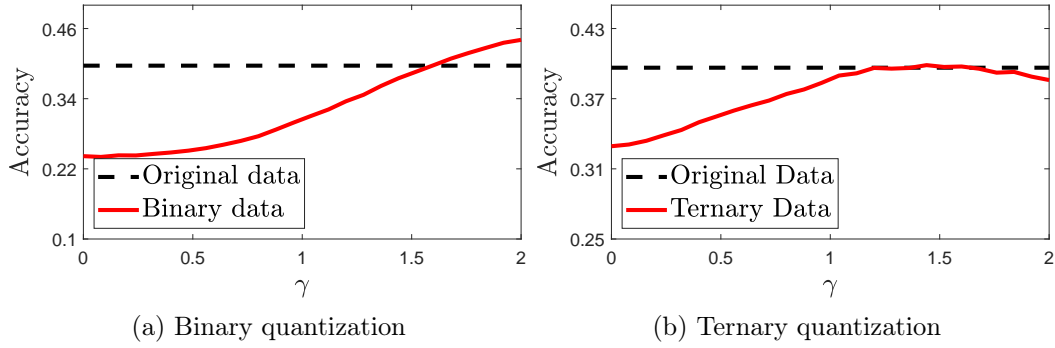 0.46
0.34
0.22
0.1
Accuracy
Original data
Binary data
0
0.5
1
1.5
2
γ
(a) Binary quantization
0.43
0.37
0.31
0.25
Accuracy
Original Data
Ternary Data
0
0.5
1
1.5
2
γ
(b) Ternary quantization